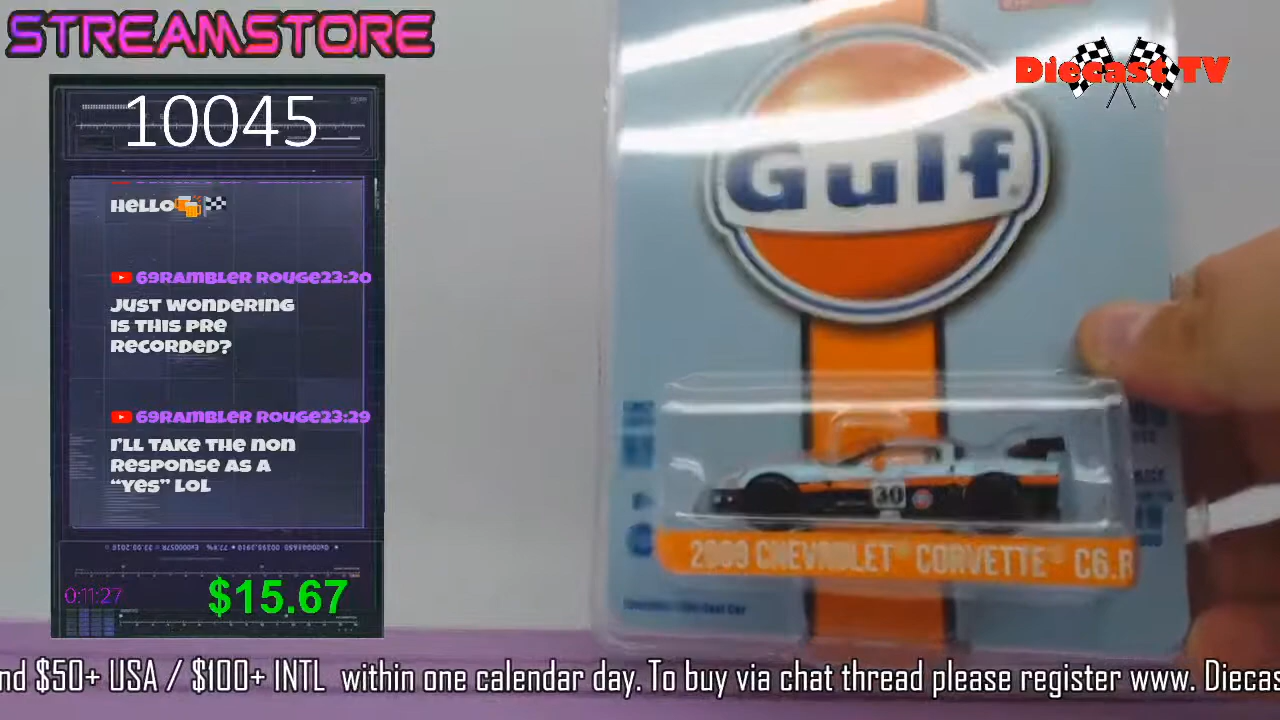 STREAMSTORE
10045
HELLO
69RAMBLER ROUGE23:20
JUST WONDERING
IS THIS PRE
RECORDED?
69RAMBLER ROUGE23:29
I'LL TAKE THE NON
RESPONSE AS A
“YES” LOL
0:11:27
$15.67
Diecast TV
Gulf
30
2009 CHEVROLET CORVETTE C6.R
nd $50+ USA / $100+ INTL within one calendar day. To buy via chat thread please register www. Diecas